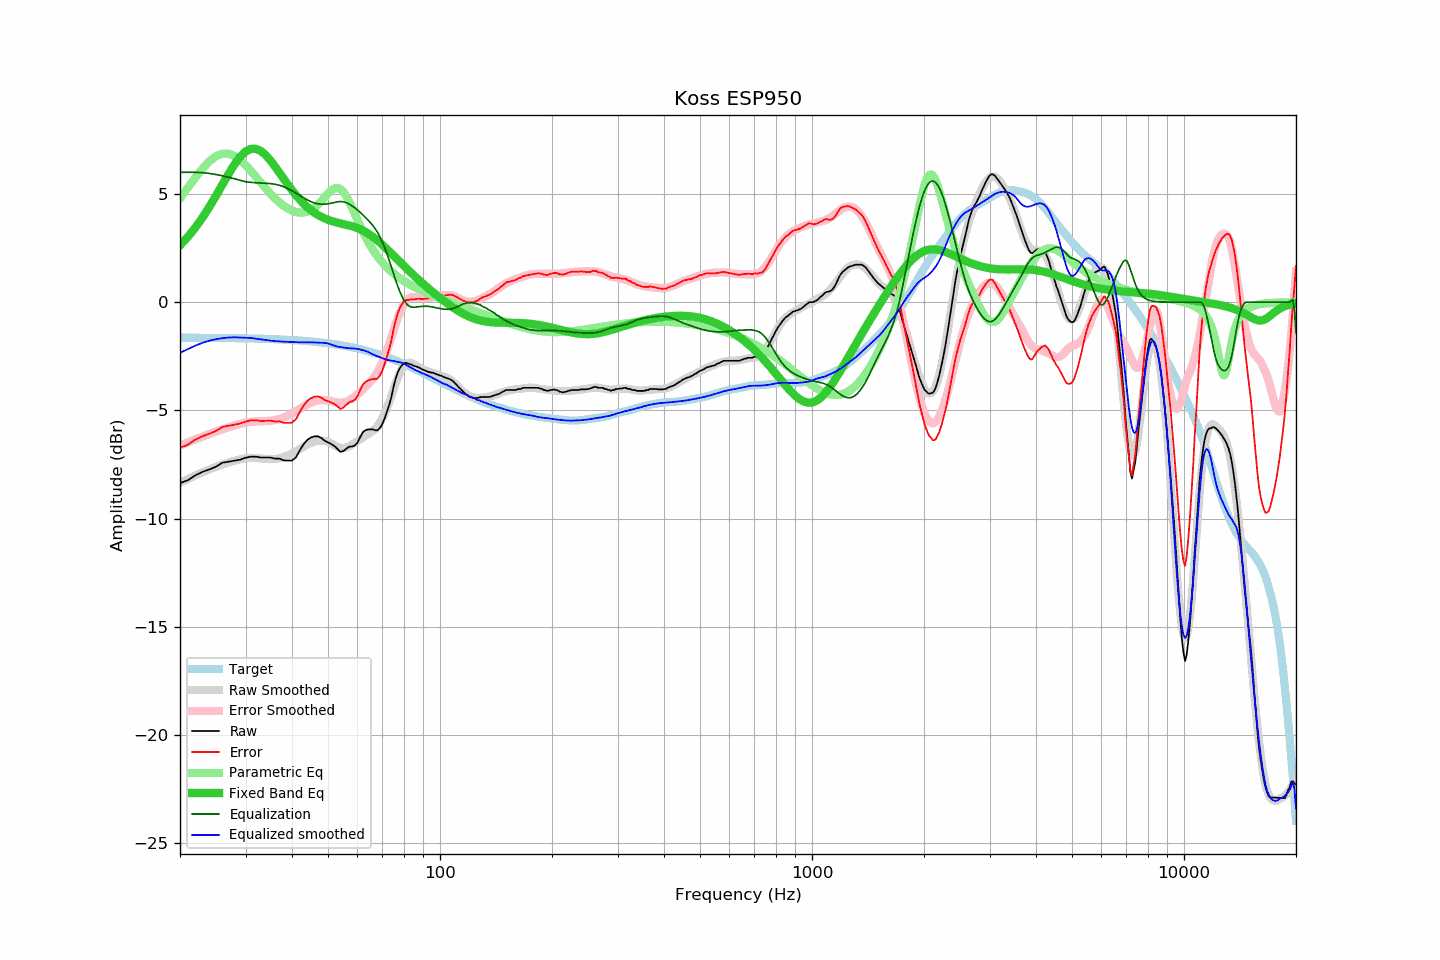 Koss ESP950
Amplitude (dBr)
5
0
−5
−10
−15
−20
−25
Target
Raw Smoothed
Error Smoothed
Raw
Error
Parametric Eq
Fixed Band Eq
Equalization
Equalized smoothed
100
1000
10000
Frequency (Hz)